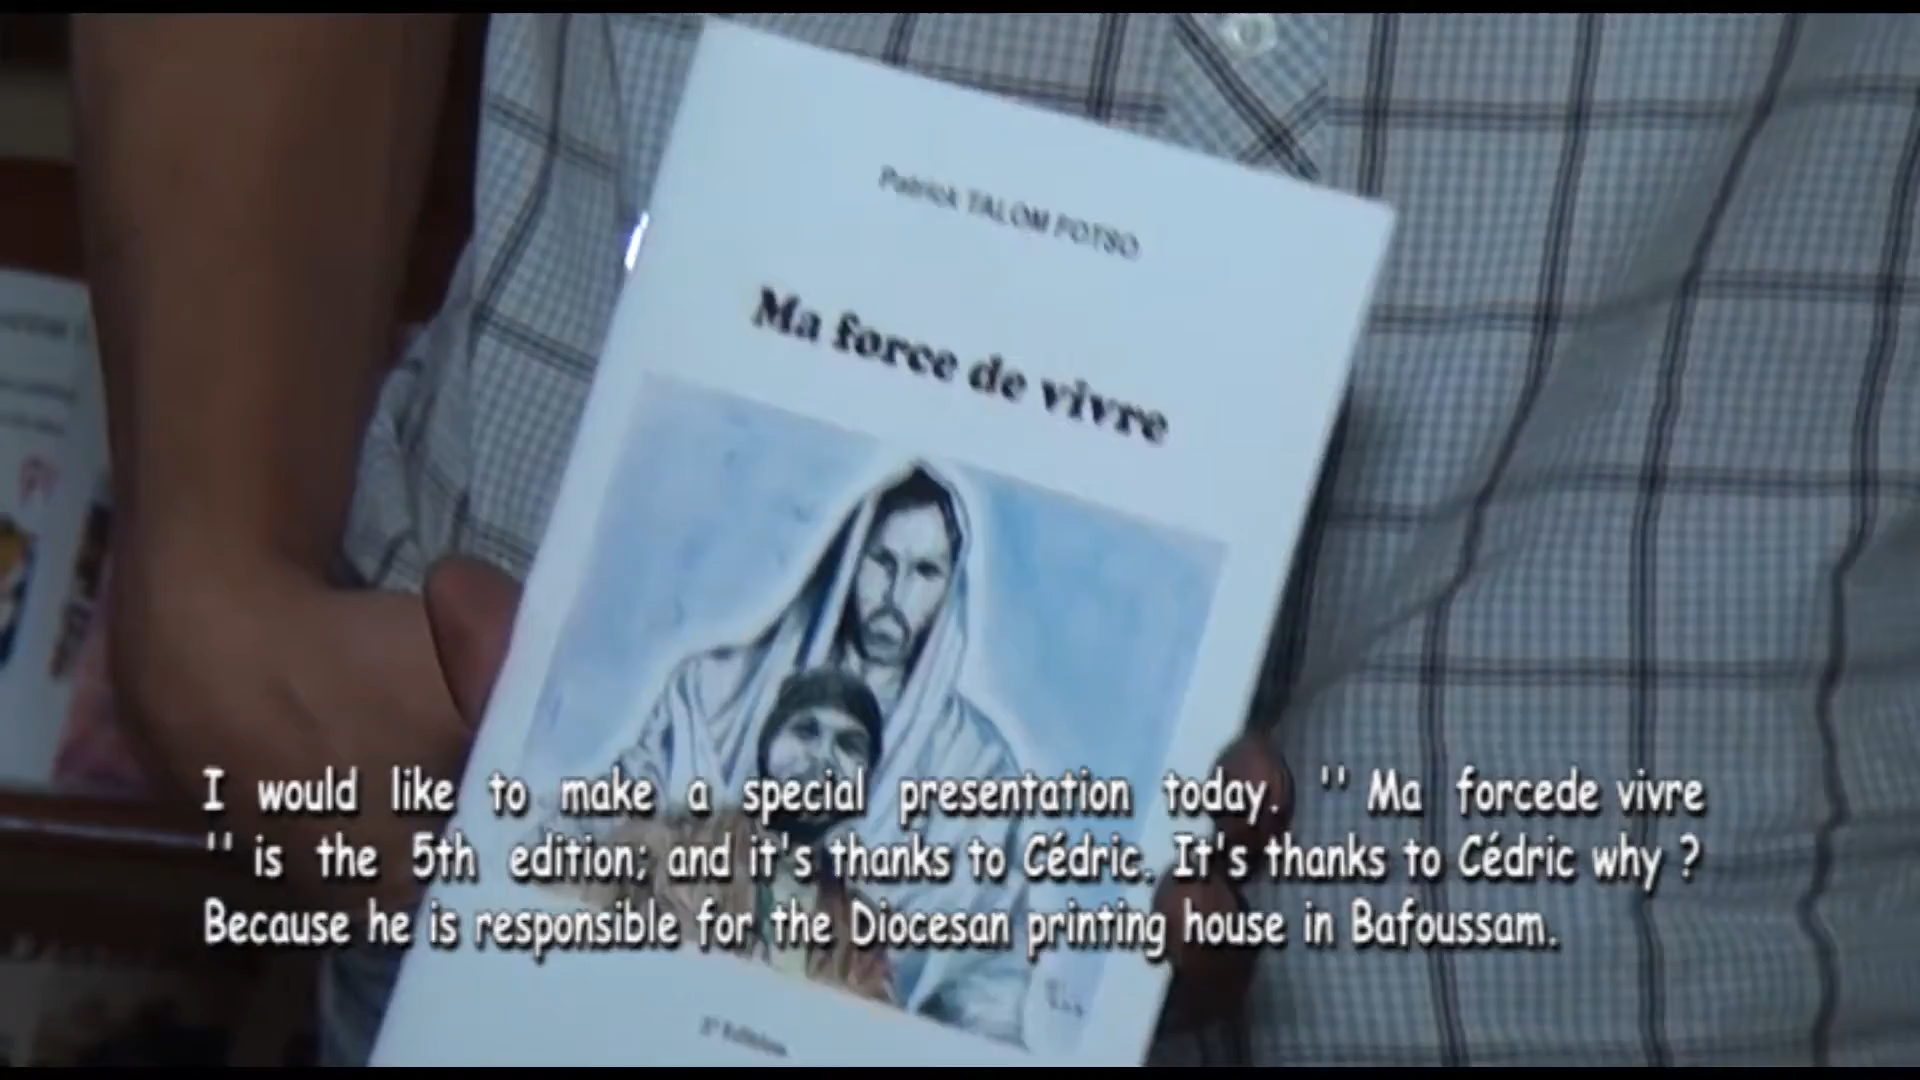 Patrick TALOM FOTSO
Ma force de vivre
I would like to make a special presentation today. '' Ma forcede vivre
'' is the 5th edition; and it's thanks to Cédric. It's thanks to Cédric why ?
Because he is responsible for the Diocesan printing house in Bafoussam.